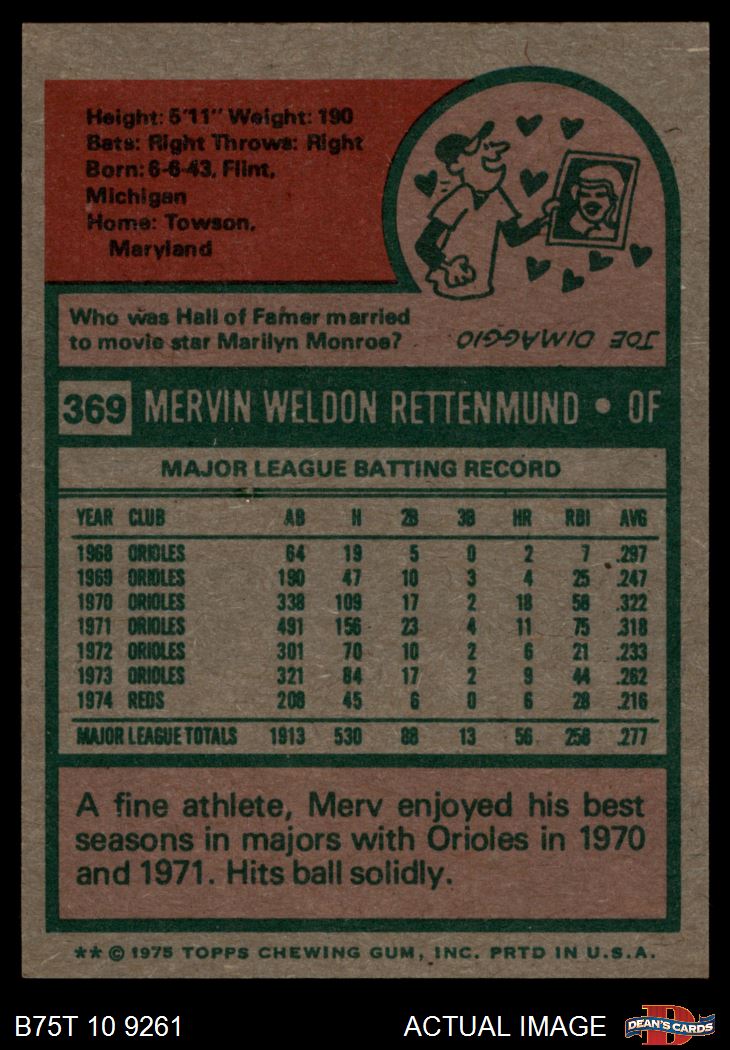 Height: 5'11" Weight: 190
Bats: Right Throws: Right
Born: 6-6-43, Flint,
Michigan
Home: Towson,
Maryland
Who was Hall of Famer married
to movie star Marilyn Monroe?
JOE DIMAGGIO
369 MERVIN WELDON RETTENMUND • OF
MAJOR LEAGUE BATTING RECORD
YEAR CLUB AB H 2B 3B HR RBI AVG
1968 ORIOLES 64 19 5 0 2 7 .297
1969 ORIOLES 190 47 10 3 4 25 .247
1970 ORIOLES 338 109 17 2 18 58 .322
1971 ORIOLES 491 156 23 4 11 75 .318
1972 ORIOLES 301 70 10 2 6 21 .233
1973 ORIOLES 321 84 17 2 9 44 .262
1974 REDS 208 45 6 0 6 28 .216
MAJOR LEAGUE TOTALS 1913 530 88 13 56 258 .277
A fine athlete, Merv enjoyed his best
seasons in majors with Orioles in 1970
and 1971. Hits ball solidly.
** © 1975 TOPPS CHEWING GUM, INC. PRTD IN U.S.A.
B75T 10 9261 ACTUAL IMAGE D DEAN'S CARDS